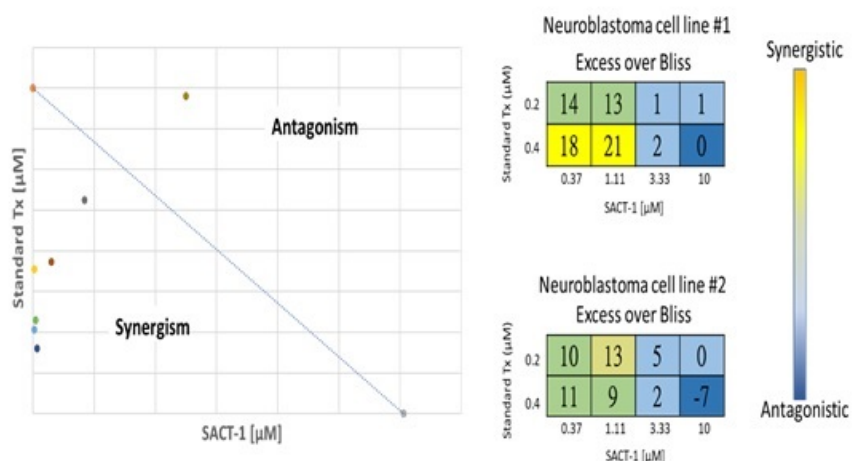 Standard Tx [μM]
Antagonism
Synergism
SACT-1 [μM]
Neuroblastoma cell line #1
Excess over Bliss
Standard Tx (μM)
0.2 14 13 1 1
0.4 18 21 2 0
0.37 1.11 3.33 10
SACT-1 [μM]
Neuroblastoma cell line #2
Excess over Bliss
Standard Tx (μM)
0.2 10 13 5 0
0.4 11 9 2 -7
0.37 1.11 3.33 10
SACT-1 [μM]
Synergistic
Antagonistic